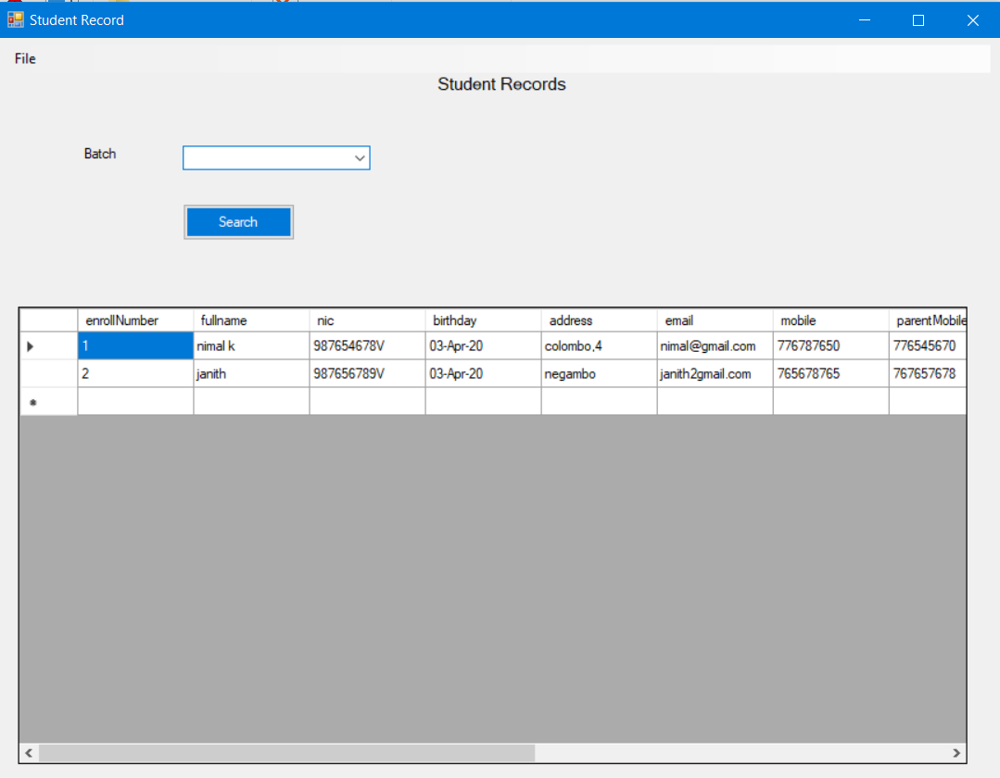 Student Record
File
Student Records
Batch
Search
enrollNumber fullname nic birthday address email mobile parentMobile
1 nimal k 987654678V 03-Apr-20 colombo,4 nimal@gmail.com 776787650 776545670
2 janith 987656789V 03-Apr-20 negambo janith2gmail.com 765678765 767657678